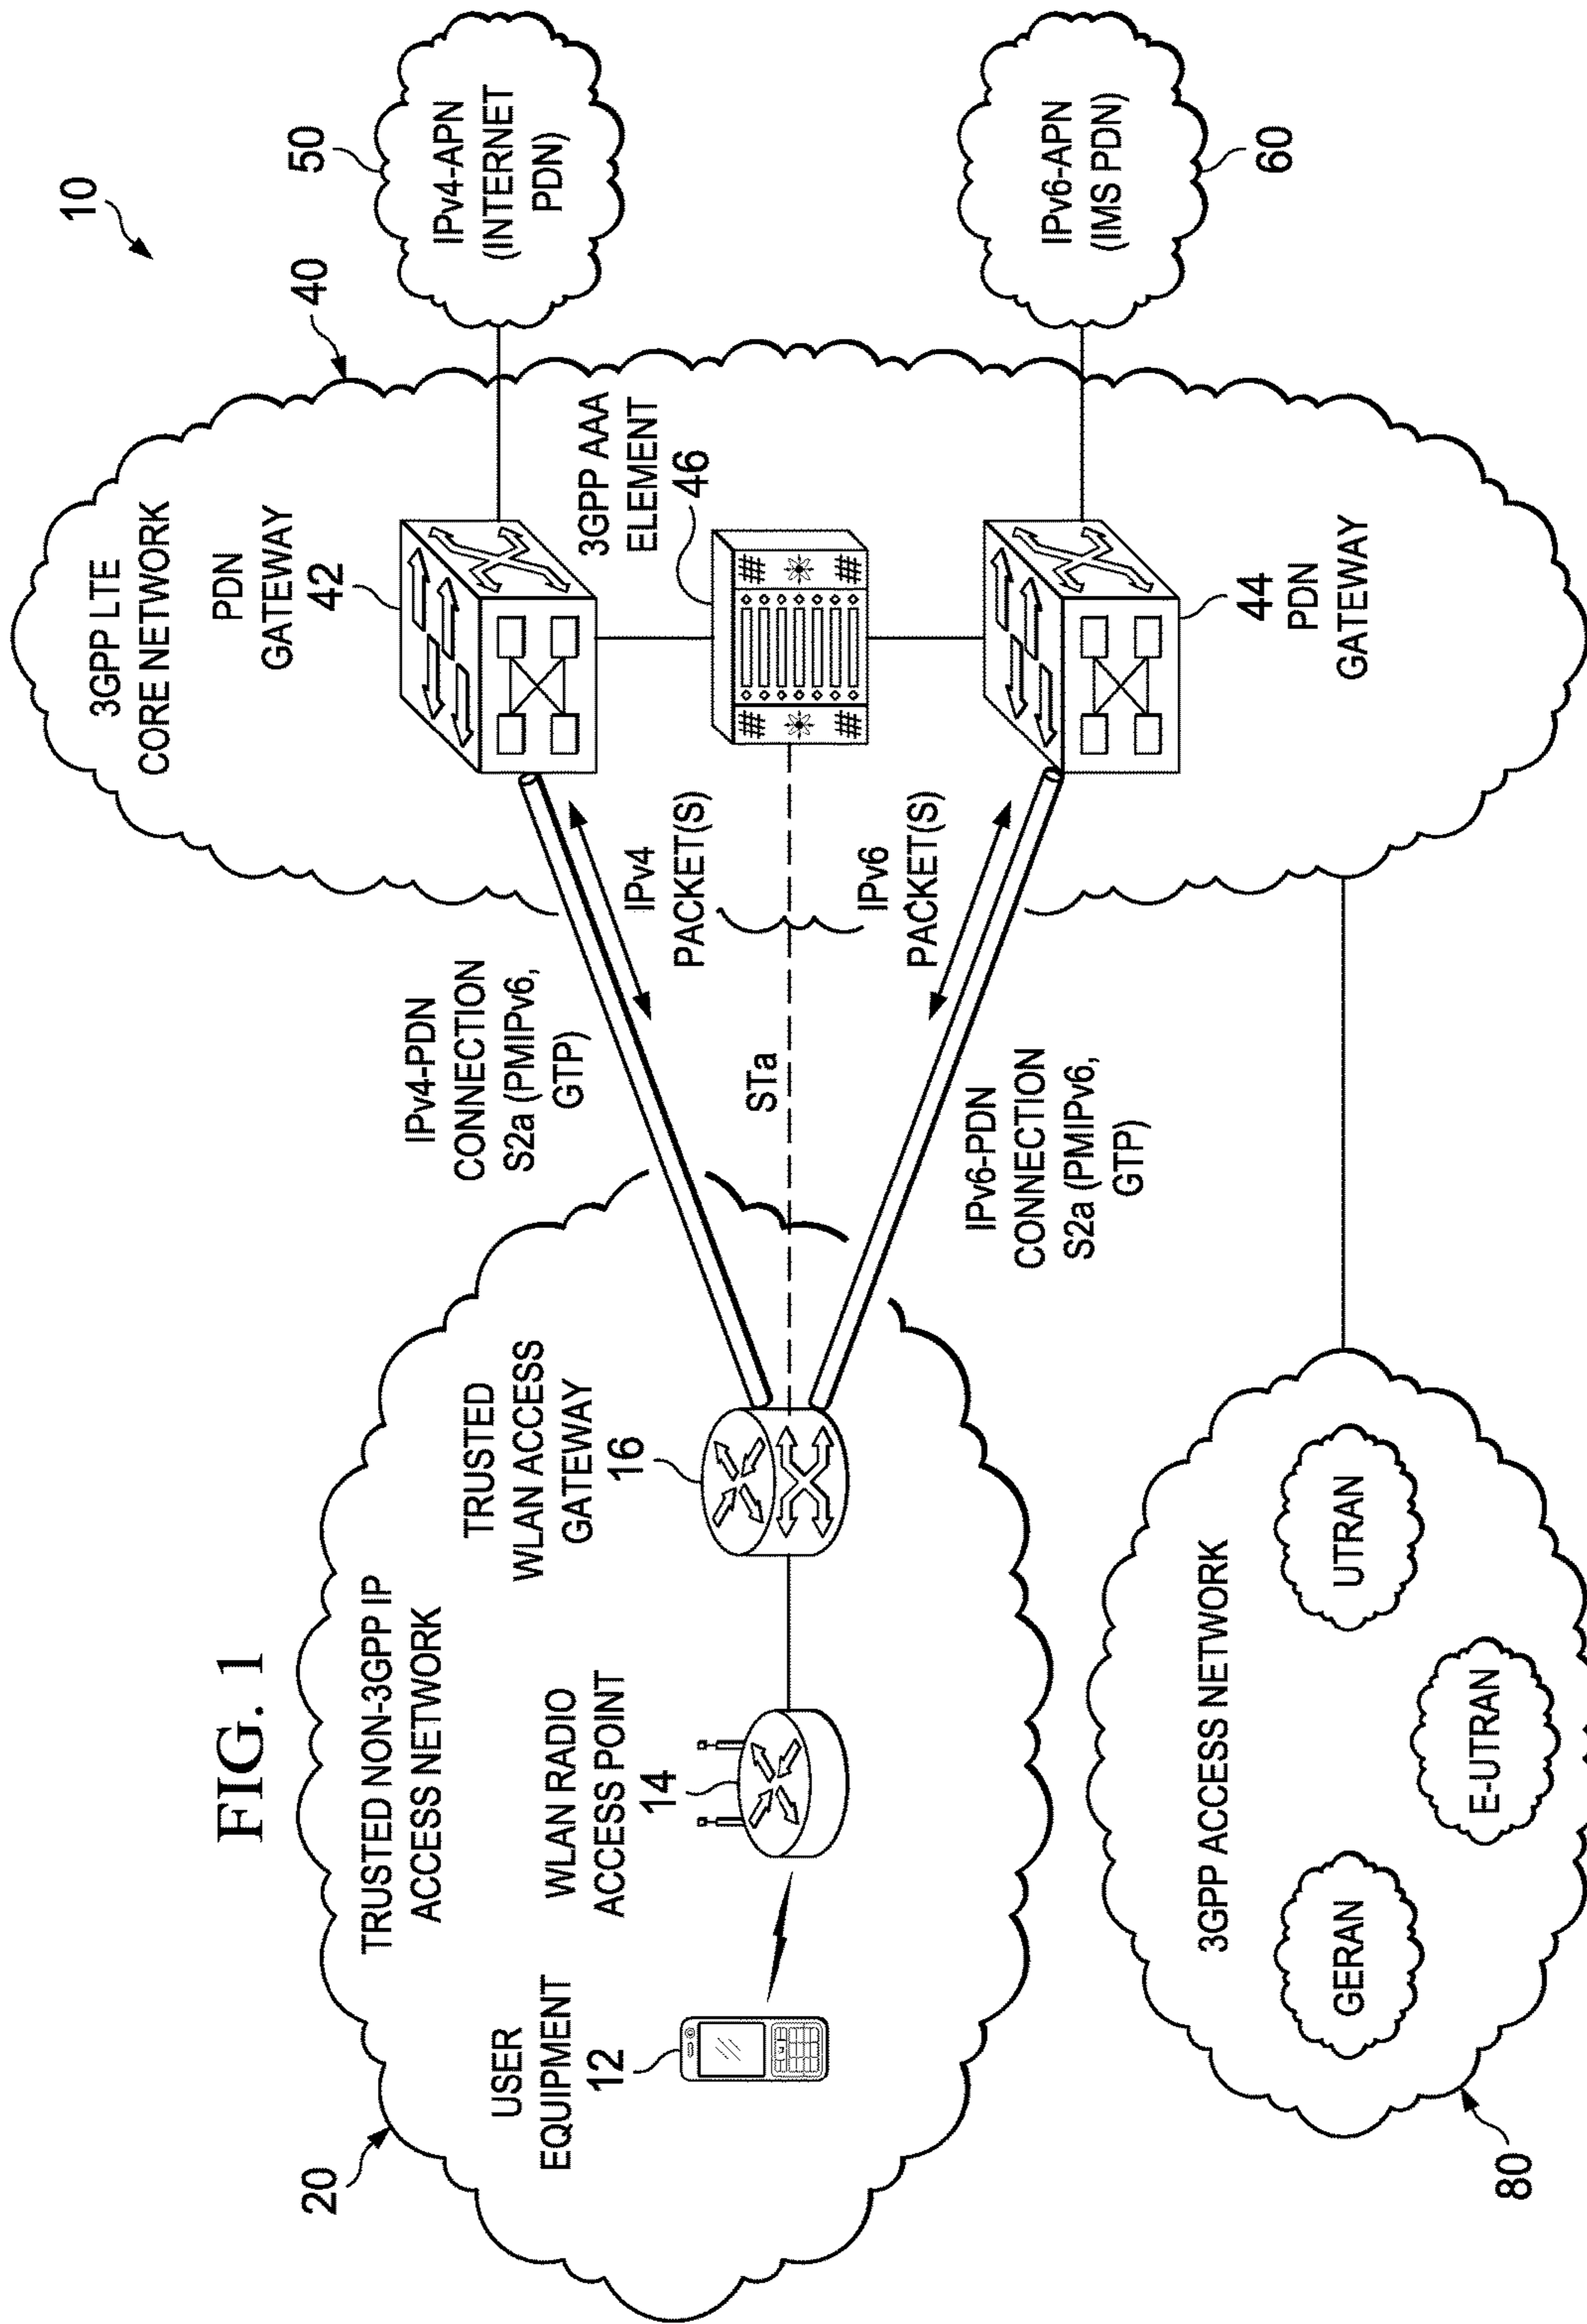 FIG. 1
10
20
TRUSTED NON-3GPP IP
ACCESS NETWORK
USER
EQUIPMENT
12
WLAN RADIO
ACCESS POINT
14
TRUSTED
WLAN ACCESS
GATEWAY
16
IPv4-PDN
CONNECTION
S2a (PMIPv6,
GTP)
IPv4
PACKET(S)
STa
IPv6
PACKET(S)
IPv6-PDN
CONNECTION
S2a (PMIPv6,
GTP)
40
3GPP LTE
CORE NETWORK
PDN
GATEWAY
42
3GPP AAA
ELEMENT
46
44
PDN
GATEWAY
50
IPv4-APN
(INTERNET
PDN)
IPv6-APN
(IMS PDN)
60
3GPP ACCESS NETWORK
GERAN
E-UTRAN
UTRAN
80